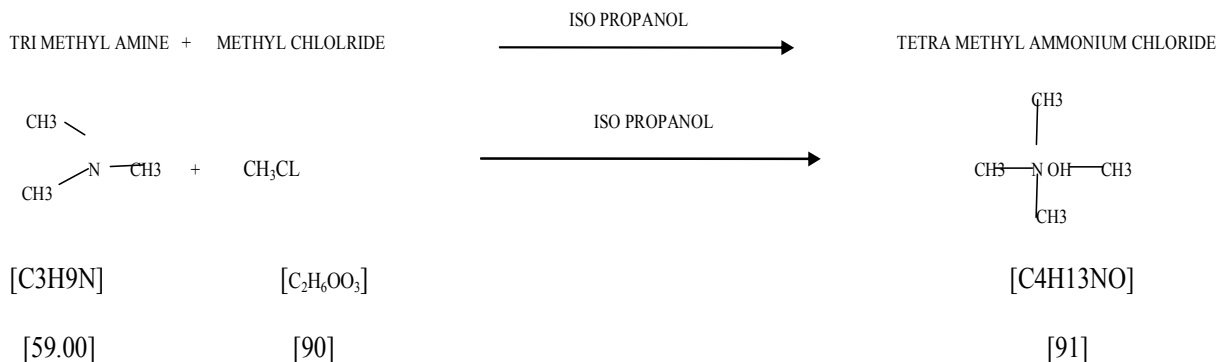 ISO PROPANOL
TRI METHYL AMINE + METHYL CHLOLRIDE TETRA METHYL AMMONIUM CHLORIDE
CH3
CH3 ISO PROPANOL
N CH3 + CH₃CL CH3 N OH CH3
CH3
CH3
[C3H9N] [C₂H₆OO₃] [C4H13NO]
[59.00] [90] [91]